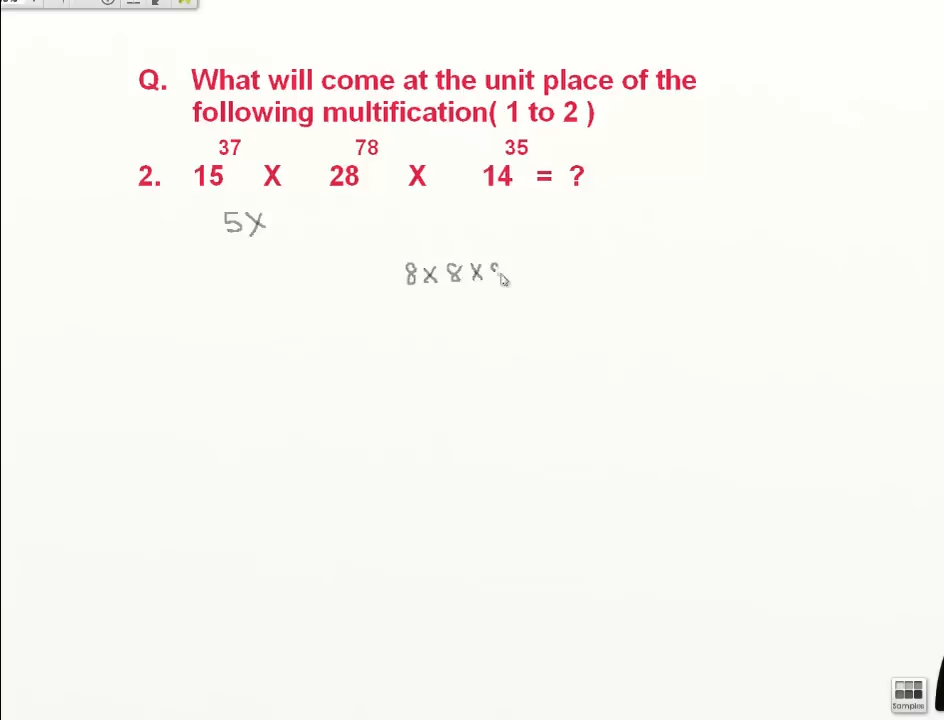 Q. What will come at the unit place of the
following multification( 1 to 2 )
37 78 35
2. 15 X 28 X 14 = ?
5X
8 x 8 x
Samples